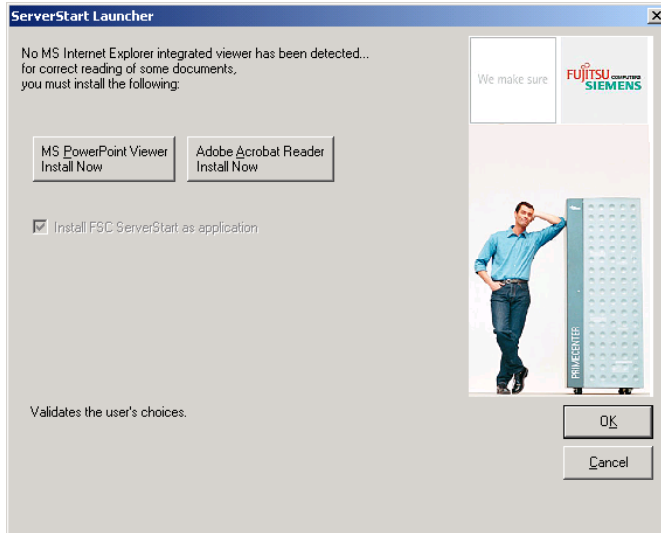 ServerStart Launcher
No MS Internet Explorer integrated viewer has been detected...
for correct reading of some documents,
you must install the following:
We make sure
FUJITSU COMPUTERS
SIEMENS
MS PowerPoint Viewer
Install Now
Adobe Acrobat Reader
Install Now
Install FSC ServerStart as application
PRIMECENTER
Validates the user's choices.
OK
Cancel